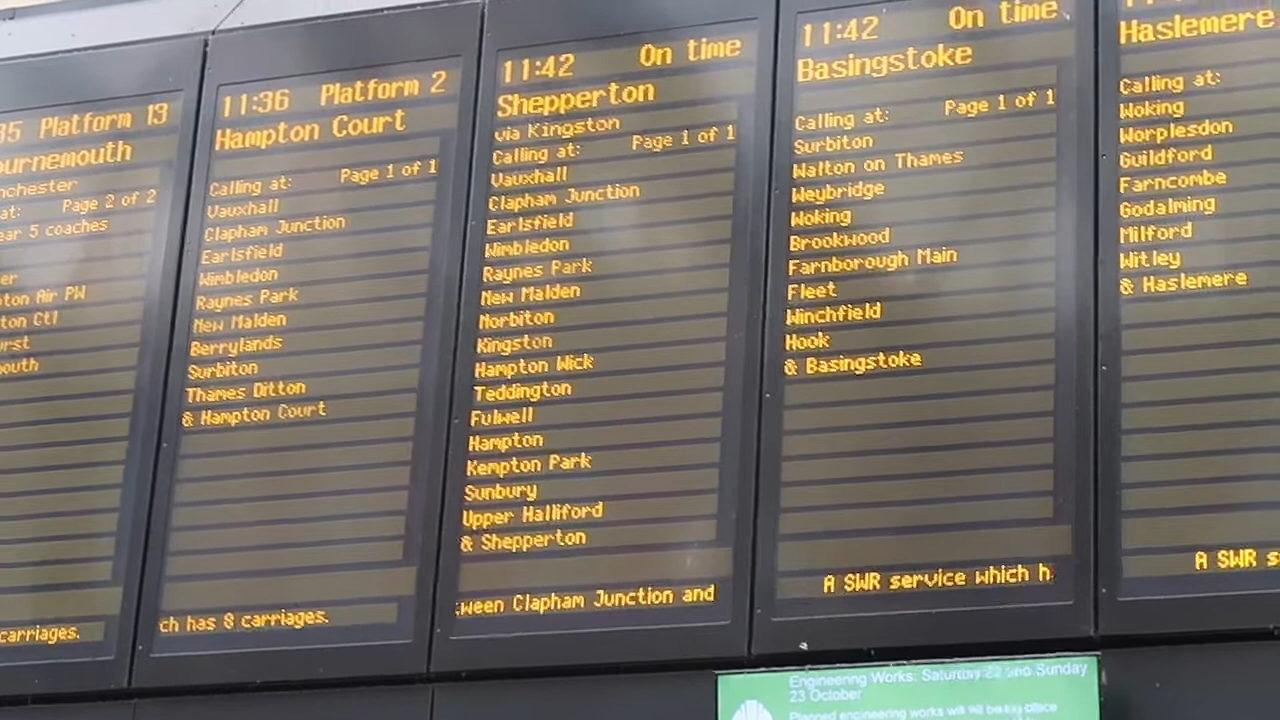 35 Platform 13
ournemouth
nchester
at: Page 2 of 2
ear 5 coaches
er
ton Air PW
ton Ctl
urst
outh
carriages.
11:36 Platform 2
Hampton Court
Calling at: Page 1 of 1
Vauxhall
Clapham Junction
Earlsfield
Wimbledon
Raynes Park
New Malden
Berrylands
Surbiton
Thames Ditton
& Hampton Court
ch has 8 carriages.
11:42 On time
Shepperton
via Kingston
Calling at: Page 1 of 1
Vauxhall
Clapham Junction
Earlsfield
Wimbledon
Raynes Park
New Malden
Norbiton
Kingston
Hampton Wick
Teddington
Fulwell
Hampton
Kempton Park
Sunbury
Upper Halliford
& Shepperton
ween Clapham Junction and
11:42 On time
Basingstoke
Calling at: Page 1 of 1
Surbiton
Walton on Thames
Weybridge
Woking
Brookwood
Farnborough Main
Fleet
Winchfield
Hook
& Basingstoke
A SWR service which h
Haslemere
Calling at:
Woking
Worplesdon
Guildford
Farncombe
Godalming
Milford
Witley
& Haslemere
A SWR s
Engineering Works: Saturday 22 and Sunday
23 October
Planned engineering works will be taking place